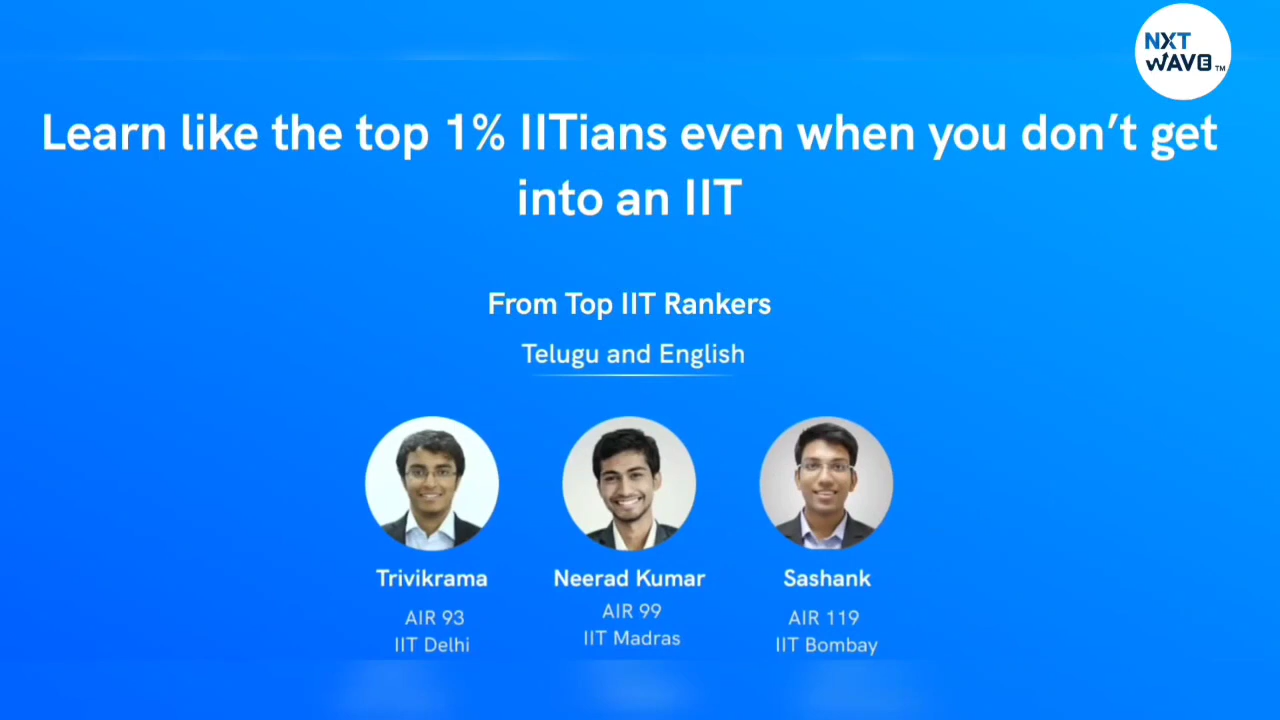 NXT
WAVE™
Learn like the top 1% IITians even when you don’t get
into an IIT
From Top IIT Rankers
Telugu and English
Trivikrama
AIR 93
IIT Delhi
Neerad Kumar
AIR 99
IIT Madras
Sashank
AIR 119
IIT Bombay